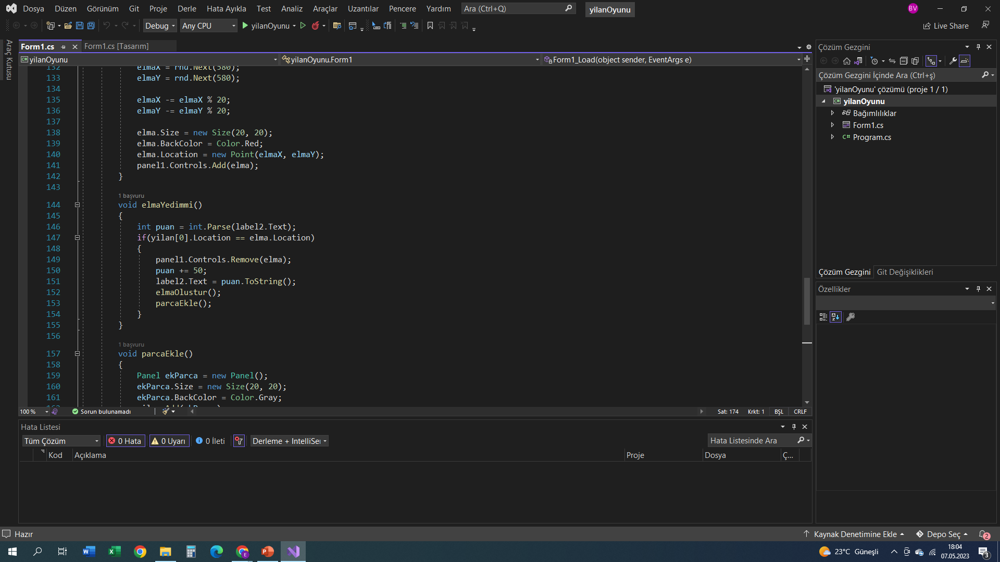 Dosya Düzen Görünüm Git Proje Derle Hata Ayıkla Test Analiz Araçlar Uzantılar Pencere Yardım Ara (Ctrl+Q) yilanOyunu BV
Debug Any CPU yilanOyunu Live Share
Araç Kutusu
Form1.cs Form1.cs [Tasarım]
yilanOyunu yilanOyunu.Form1 Form1_Load(object sender, EventArgs e)
132 elmaX = rnd.Next(580);
133 elmaY = rnd.Next(580);
134
135 elmaX -= elmaX % 20;
136 elmaY -= elmaY % 20;
137
138 elma.Size = new Size(20, 20);
139 elma.BackColor = Color.Red;
140 elma.Location = new Point(elmaX, elmaY);
141 panel1.Controls.Add(elma);
142 }
143
1 başvuru
144 void elmaYedimmi()
145 {
146 int puan = int.Parse(label2.Text);
147 if(yilan[0].Location == elma.Location)
148 {
149 panel1.Controls.Remove(elma);
150 puan += 50;
151 label2.Text = puan.ToString();
152 elmaOlustur();
153 parcaEkle();
154 }
155 }
156
1 başvuru
157 void parcaEkle()
158 {
159 Panel ekParca = new Panel();
160 ekParca.Size = new Size(20, 20);
161 ekParca.BackColor = Color.Gray;
100 % Sorun bulunamadı Sat: 174 Krkt: 1 BŞL CRLF
Çözüm Gezgini
Çözüm Gezgini İçinde Ara (Ctrl+ş)
'yilanOyunu' çözümü (proje 1 / 1)
C# yilanOyunu
Bağımlılıklar
Form1.cs
C# Program.cs
Çözüm Gezgini Git Değişiklikleri
Özellikler
Hata Listesi
Tüm Çözüm 0 Hata 0 Uyarı 0 İleti Derleme + IntelliSe Hata Listesinde Ara
Kod Açıklama Proje Dosya Ç...
Hazır Kaynak Denetimine Ekle Depo Seç 2
23°C Güneşli 18:04
07.05.2023 3